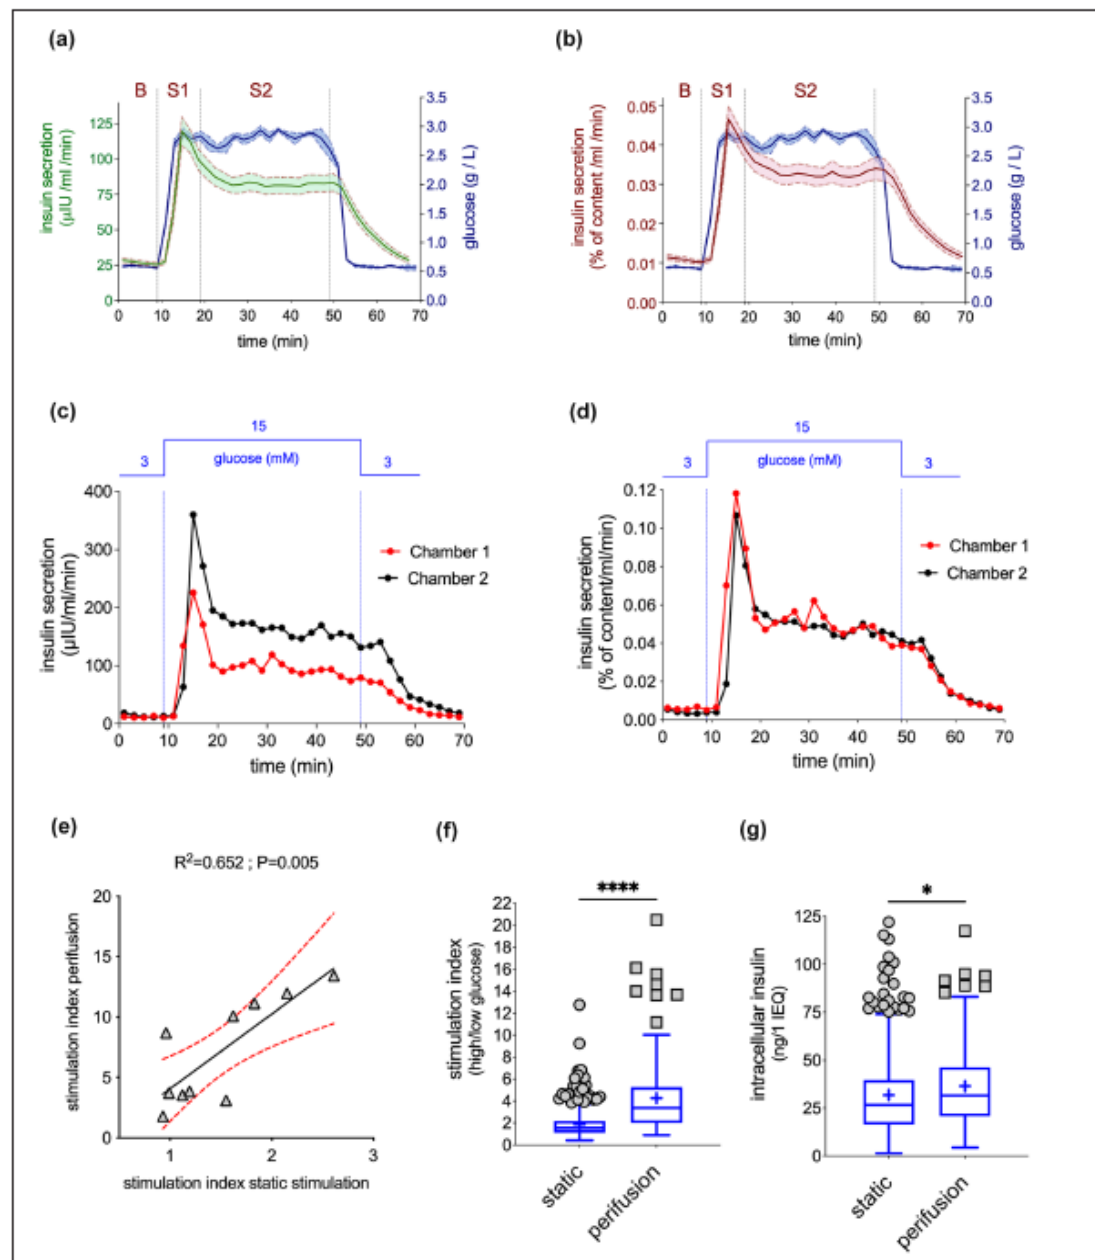 (a)
B S1 S2
insulin secretion
(µIU /ml /min)
125
100
75
50
25
0
3.5
3.0
2.5
2.0
1.5
1.0
0.5
0.0
glucose (g / L)
0 10 20 30 40 50 60 70
time (min)
(b)
B S1 S2
insulin secretion
(% of content /ml /min)
0.05
0.04
0.03
0.02
0.01
0.00
3.5
3.0
2.5
2.0
1.5
1.0
0.5
0.0
glucose (g / L)
0 10 20 30 40 50 60 70
time (min)
(c)
15
3 glucose (mM) 3
insulin secretion
(µIU/ml/min)
400
300
200
100
0
Chamber 1
Chamber 2
0 10 20 30 40 50 60 70
time (min)
(d)
15
3 glucose (mM) 3
insulin secretion
(% of content/ml/min)
0.12
0.10
0.08
0.06
0.04
0.02
0.00
Chamber 1
Chamber 2
0 10 20 30 40 50 60 70
time (min)
(e)
R²=0.652 ; P=0.005
stimulation index perifusion
20
15
10
5
0
1 2 3
stimulation index static stimulation
(f)
****
stimulation index
(high/low glucose)
22
20
18
16
14
12
10
8
6
4
2
0
static
perifusion
(g)
*
intracellular insulin
(ng/1 IEQ)
125
100
75
50
25
0
static
perifusion